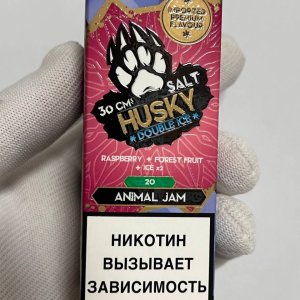 IMPORTED
PREMIUM
FLAVOUR
30 CM³
SALT
HUSKY
DOUBLE ICE
RASPBERRY + FOREST FRUIT
+ ICE x2
20
ANIMAL JAM
НИКОТИН
ВЫЗЫВАЕТ
ЗАВИСИМОСТЬ